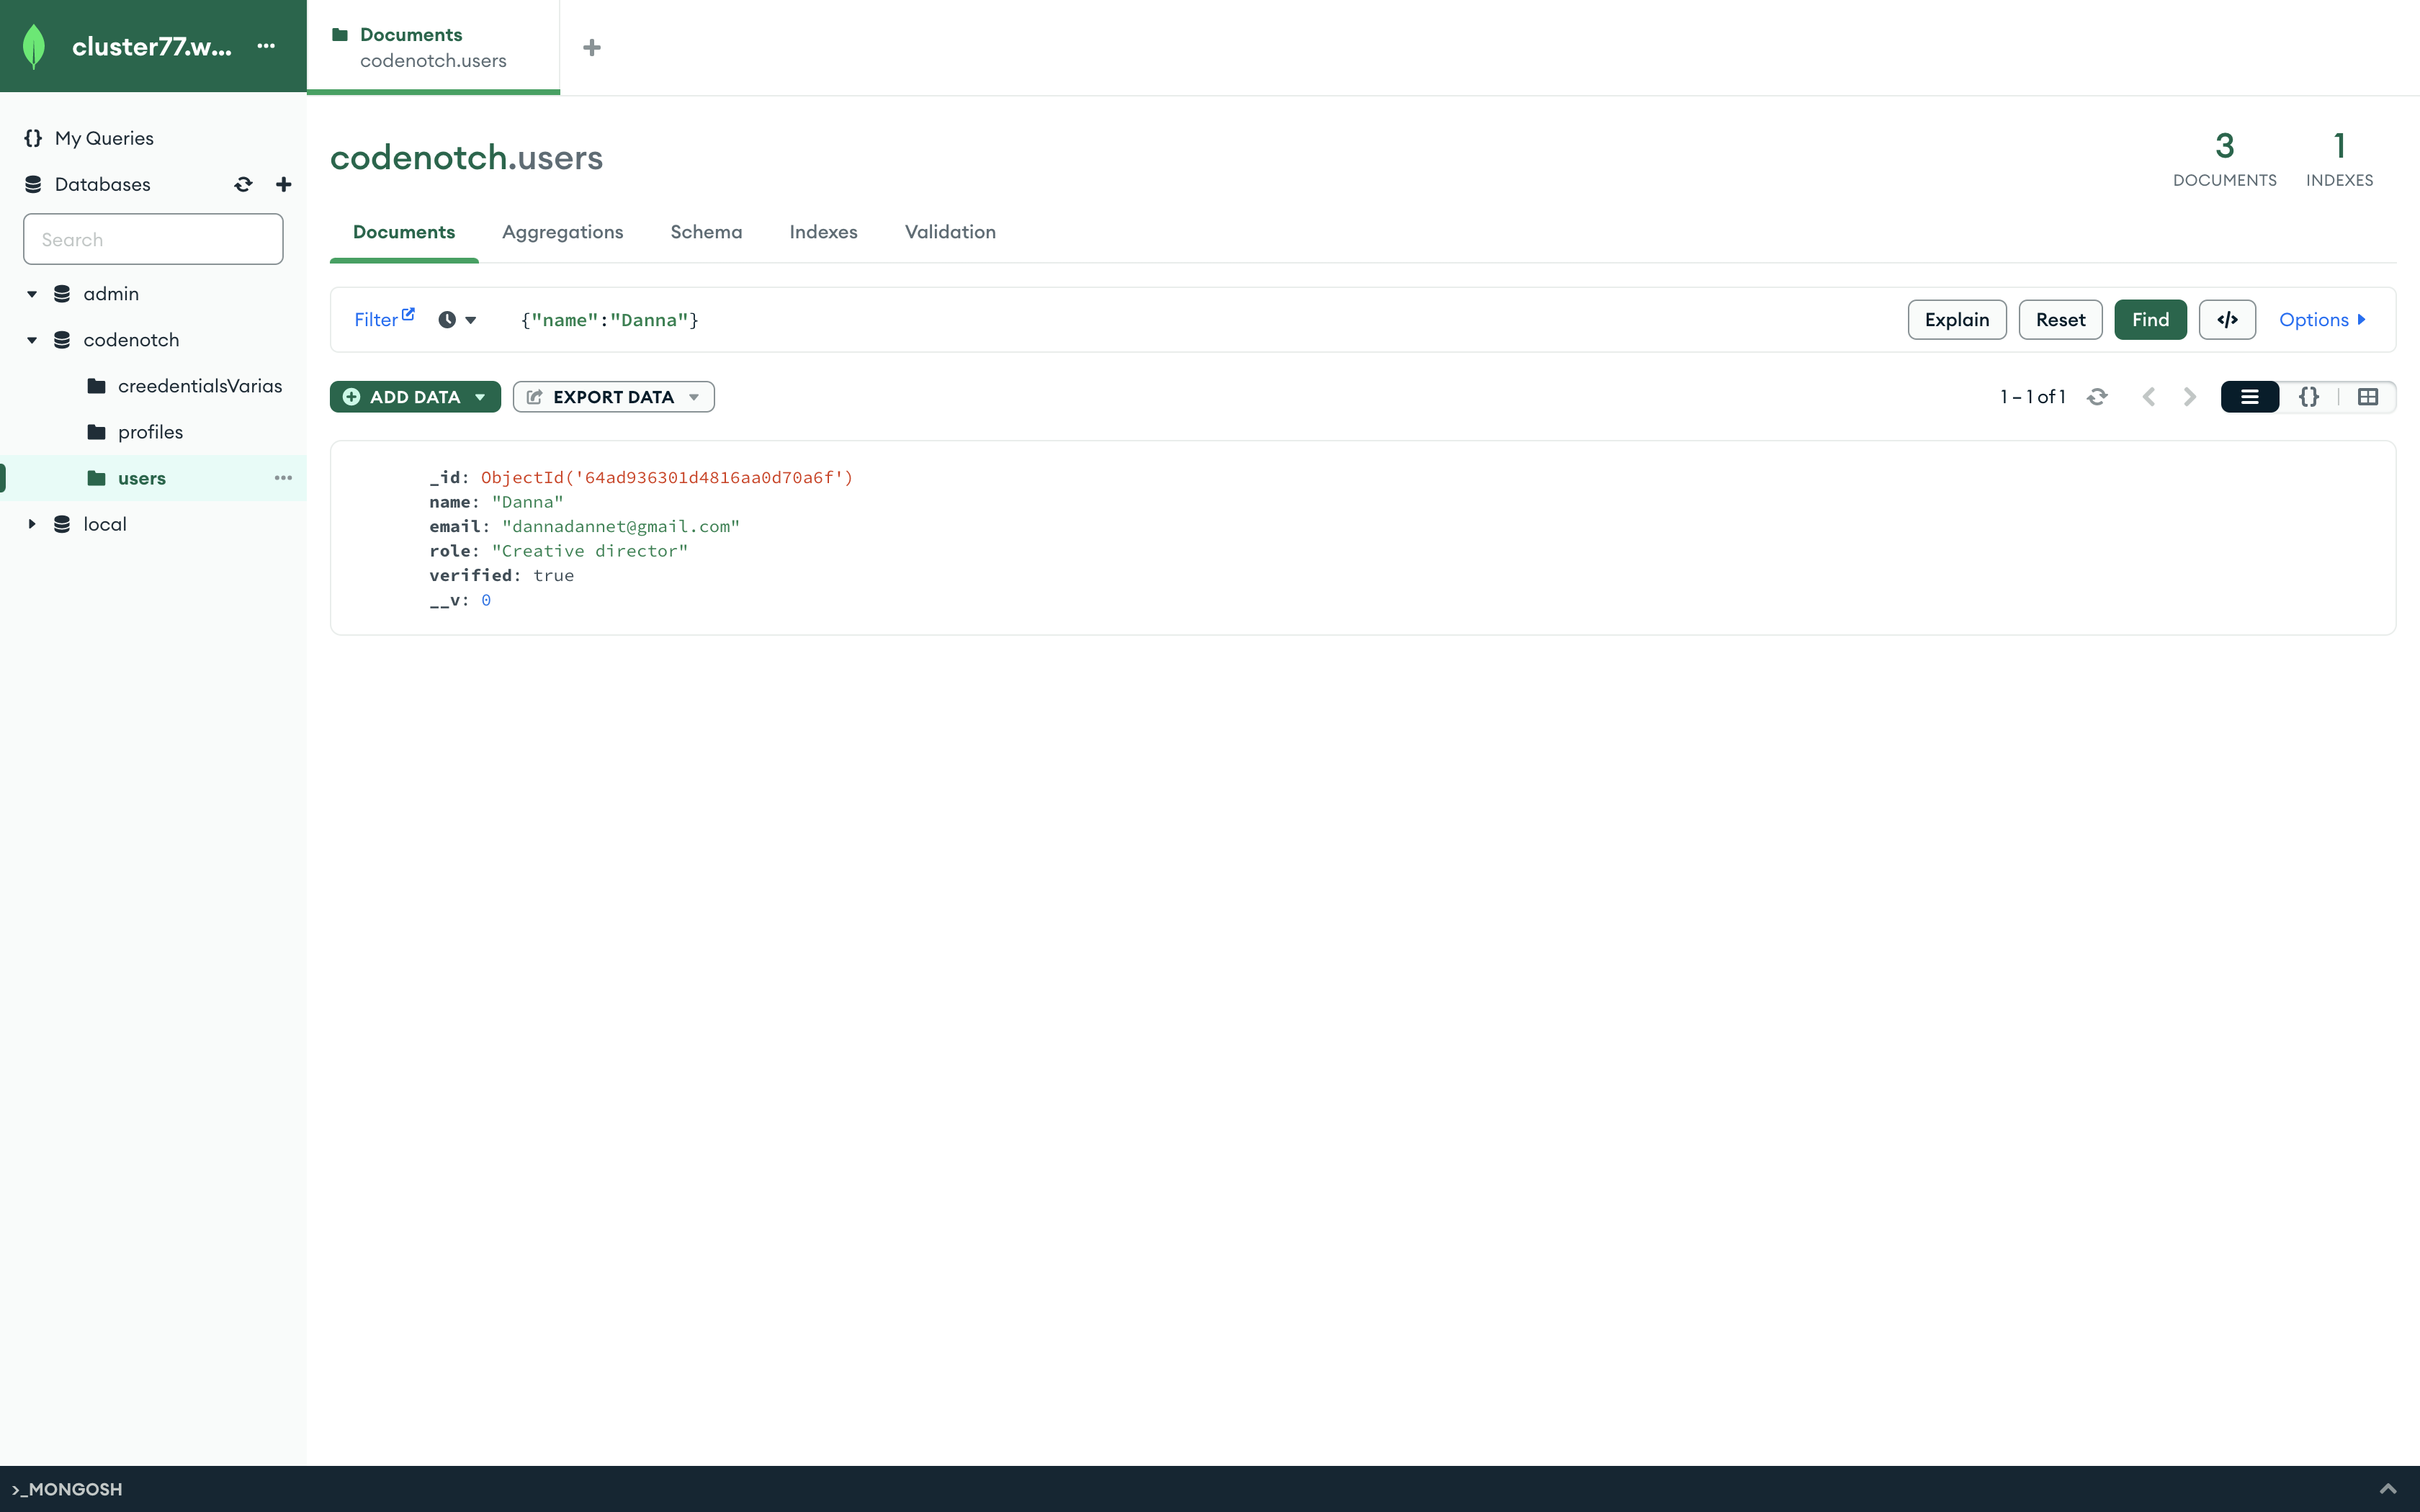 cluster77.w...
Documents
codenotch.users
My Queries
Databases
Search
admin
codenotch
creedentialsVarias
profiles
users
local
codenotch.users
3
DOCUMENTS
1
INDEXES
Documents
Aggregations
Schema
Indexes
Validation
Filter
{"name":"Danna"}
Explain
Reset
Find
</>
Options
ADD DATA
EXPORT DATA
1 – 1 of 1
{}
_id: ObjectId('64ad936301d4816aa0d70a6f')
name: "Danna"
email: "dannadannet@gmail.com"
role: "Creative director"
verified: true
__v: 0
>_MONGOSH